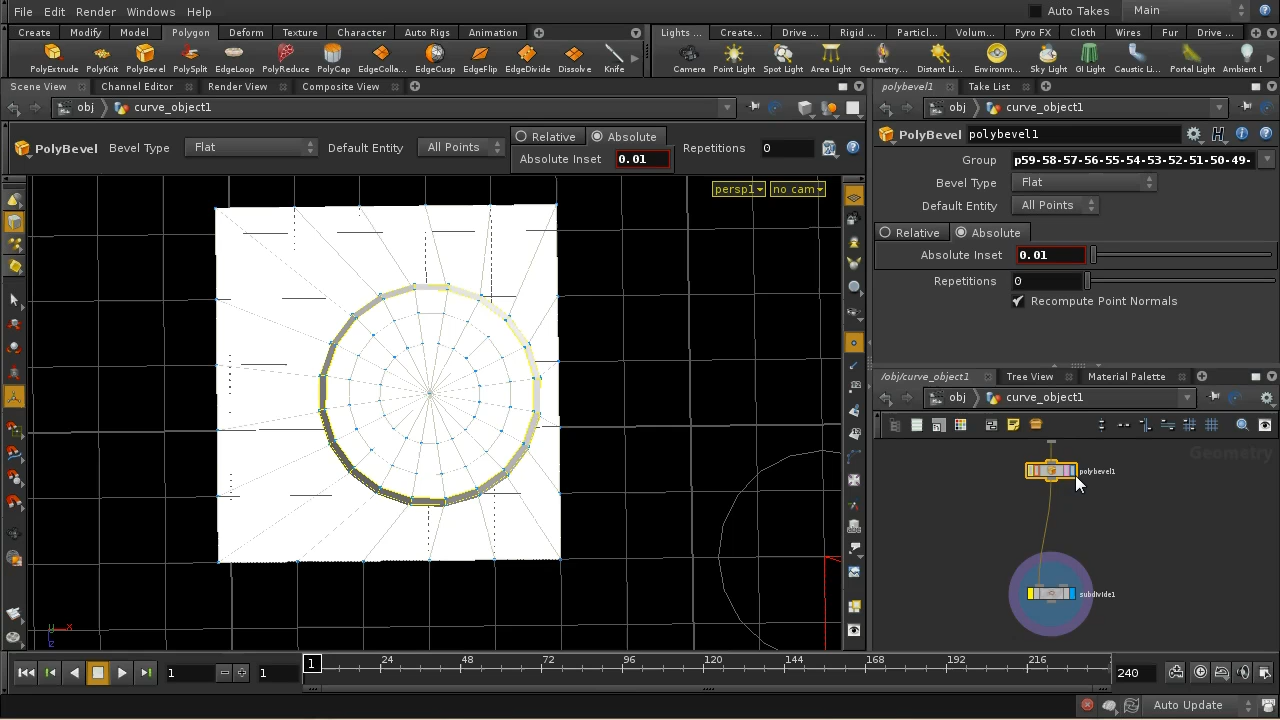 File Edit Render Windows Help Auto Takes Main
Create Modify Model Polygon Deform Texture Character Auto Rigs Animation Lights ... Create... Drive ... Rigid ... Particl... Volum... Pyro FX Cloth Wires Fur Drive ...
PolyExtrude PolyKnit PolyBevel PolySplit EdgeLoop PolyReduce PolyCap EdgeColla... EdgeCusp EdgeFlip EdgeDivide Dissolve Knife Camera Point Light Spot Light Area Light Geometry... Distant Li... Environm... Sky Light GI Light Caustic Li... Portal Light Ambient L
Scene View Channel Editor Render View Composite View polybevel1 Take List
obj curve_object1 obj curve_object1
PolyBevel Bevel Type Flat Default Entity All Points Relative Absolute Absolute Inset 0.01 Repetitions 0
PolyBevel polybevel1
Group p59-58-57-56-55-54-53-52-51-50-49-
Bevel Type Flat
Default Entity All Points
Relative Absolute
Absolute Inset 0.01
Repetitions 0
Recompute Point Normals
persp1 no cam
/obj/curve_object1 Tree View Material Palette
obj curve_object1
Geometry
polybevel1
subdivide1
y x
z
1 1 1 24 48 72 96 120 144 168 192 216 240
Auto Update